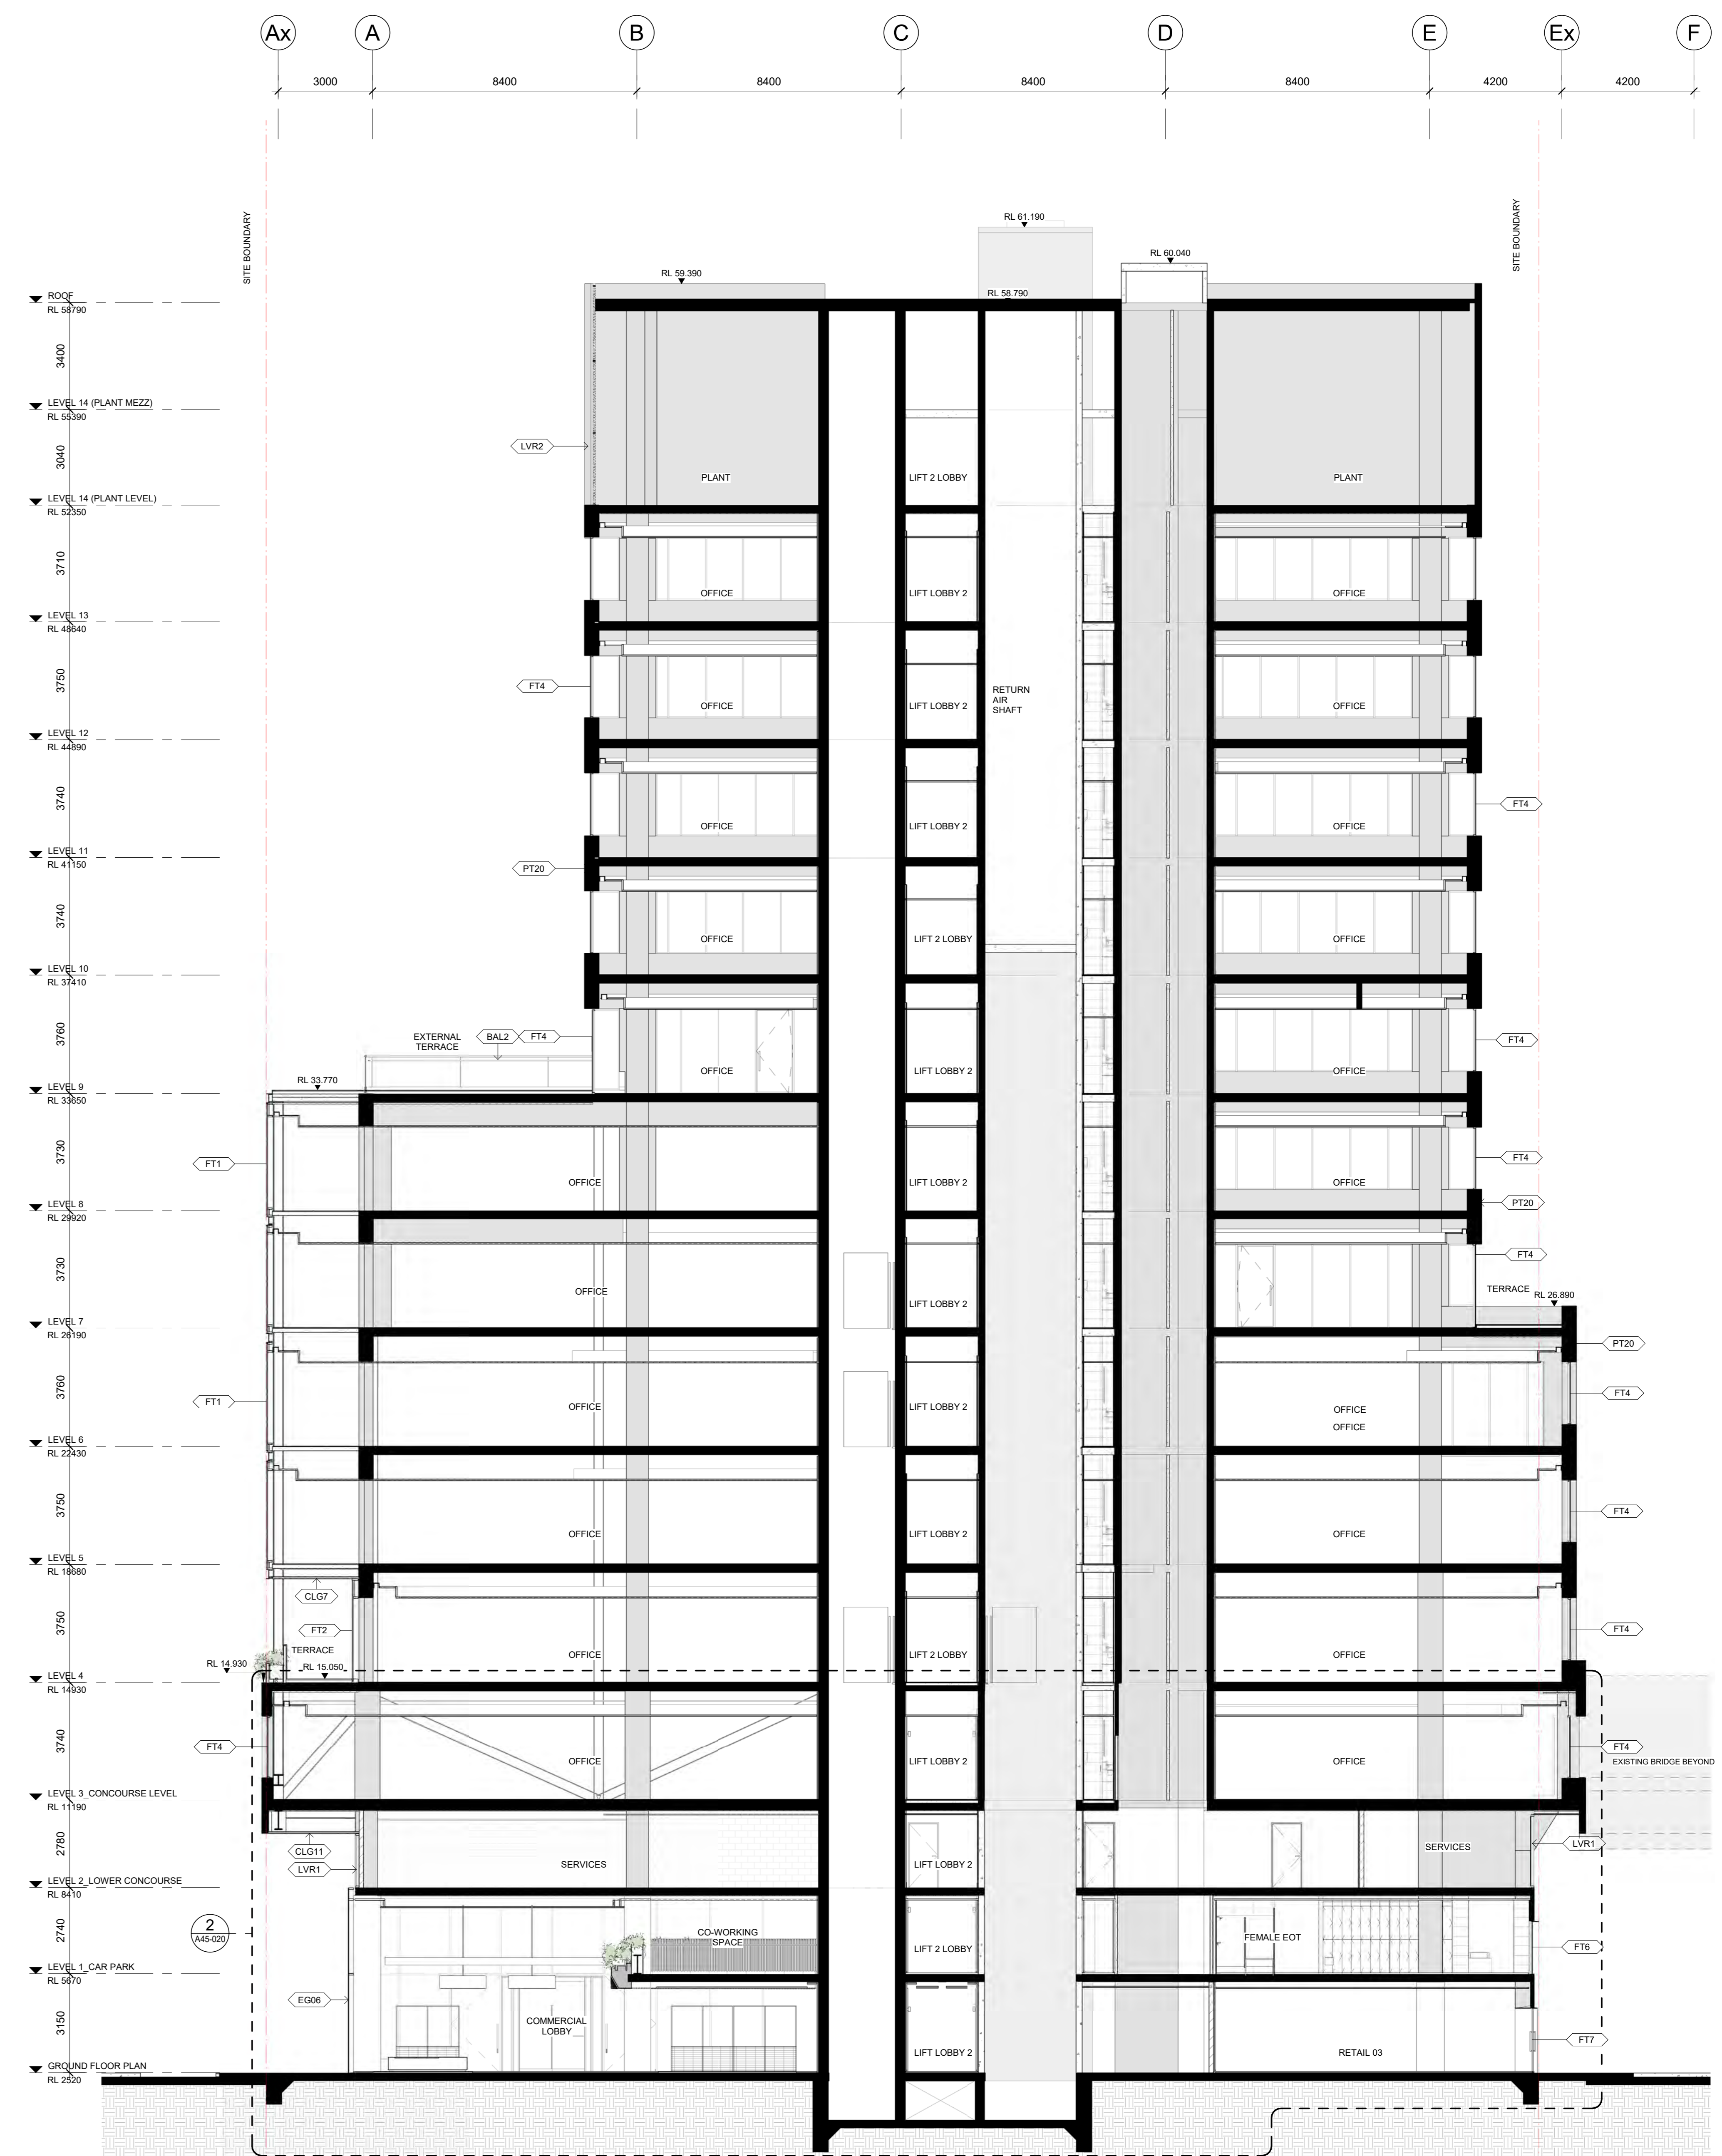 Ax A B C D E Ex F
3000 8400 8400 8400 8400 4200 4200
SITE BOUNDARY
SITE BOUNDARY
RL 61.190
RL 60.040
RL 59.390
RL 58.790
ROOF
RL 58790
3400
LEVEL 14 (PLANT MEZZ)
RL 55390
LVR2
3040
PLANT
LIFT 2 LOBBY
PLANT
LEVEL 14 (PLANT LEVEL)
RL 52350
3710
OFFICE
LIFT LOBBY 2
OFFICE
LEVEL 13
RL 48640
3750
FT4
OFFICE
LIFT LOBBY 2
RETURN
AIR
SHAFT
OFFICE
LEVEL 12
RL 44890
3740
OFFICE
LIFT LOBBY 2
OFFICE
FT4
LEVEL 11
RL 41150
PT20
3740
OFFICE
LIFT 2 LOBBY
OFFICE
LEVEL 10
RL 37410
3760
EXTERNAL
TERRACE
BAL2
FT4
OFFICE
LIFT LOBBY 2
OFFICE
FT4
RL 33.770
LEVEL 9
RL 33650
3730
FT1
OFFICE
LIFT LOBBY 2
OFFICE
FT4
LEVEL 8
RL 29920
PT20
3730
OFFICE
LIFT LOBBY 2
FT4
TERRACE
RL 26.890
LEVEL 7
RL 26190
PT20
3760
FT1
OFFICE
LIFT LOBBY 2
OFFICE
OFFICE
FT4
LEVEL 6
RL 22430
3750
OFFICE
LIFT LOBBY 2
OFFICE
FT4
LEVEL 5
RL 18680
CLG7
3750
FT2
TERRACE
OFFICE
LIFT 2 LOBBY
OFFICE
FT4
RL 14.930
RL 15.050
LEVEL 4
RL 14930
3740
FT4
OFFICE
LIFT LOBBY 2
OFFICE
FT4
EXISTING BRIDGE BEYOND
LEVEL 3_CONCOURSE LEVEL
RL 11190
2780
CLG11
LVR1
SERVICES
LIFT LOBBY 2
SERVICES
LVR1
LEVEL 2_LOWER CONCOURSE
RL 8410
2740
2
A45-020
CO-WORKING
SPACE
LIFT 2 LOBBY
FEMALE EOT
FT6
LEVEL 1_CAR PARK
RL 5670
3150
EG06
COMMERCIAL
LOBBY
LIFT LOBBY 2
RETAIL 03
FT7
GROUND FLOOR PLAN
RL 2520